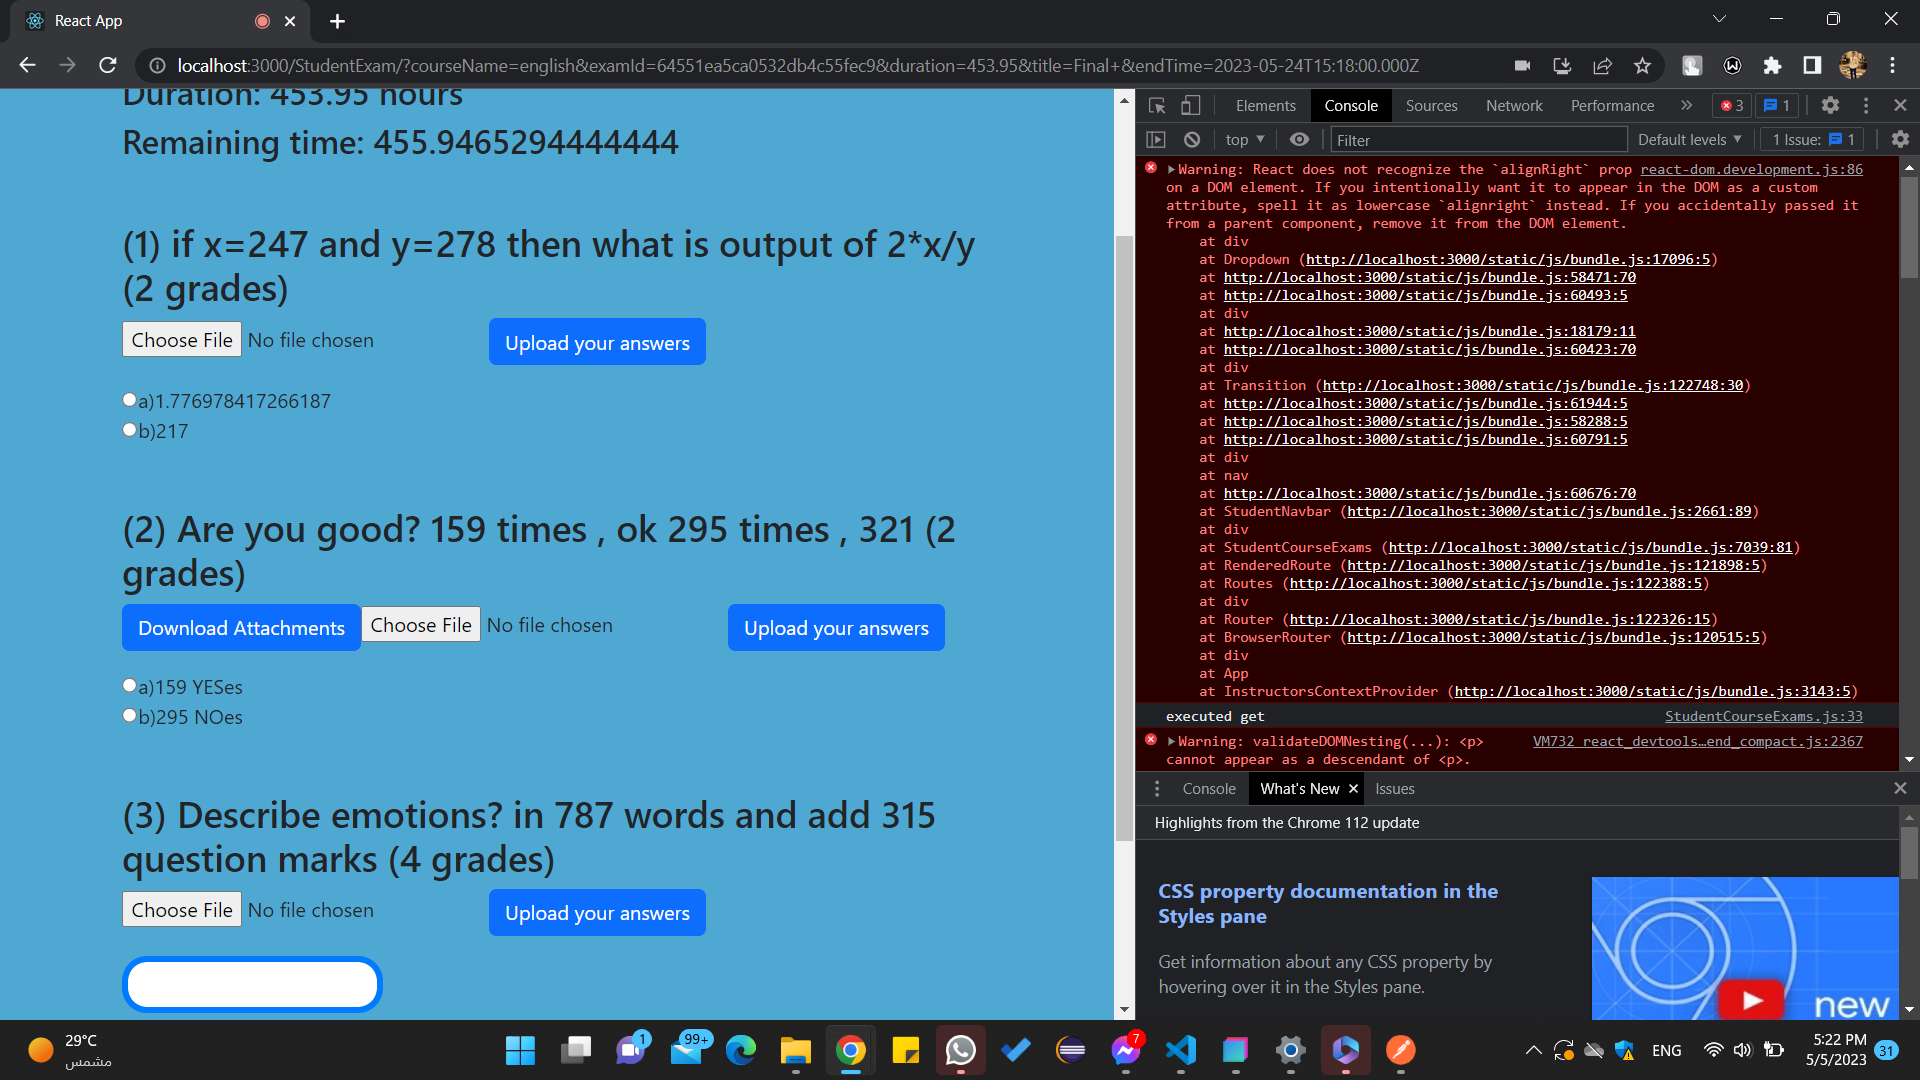 React App
localhost:3000/StudentExam/?courseName=english&examId=64551ea5ca0532db4c55fec9&duration=453.95&title=Final+&endTime=2023-05-24T15:18:00.000Z
Duration: 453.95 hours
Remaining time: 455.9465294444444
(1) if x=247 and y=278 then what is output of 2*x/y
(2 grades)
Choose File No file chosen Upload your answers
a)1.776978417266187
b)217
(2) Are you good? 159 times , ok 295 times , 321 (2
grades)
Download Attachments Choose File No file chosen Upload your answers
a)159 YESes
b)295 NOes
(3) Describe emotions? in 787 words and add 315
question marks (4 grades)
Choose File No file chosen Upload your answers
Elements Console Sources Network Performance 3 1
top Filter Default levels 1 Issue: 1
Warning: React does not recognize the `alignRight` prop react-dom.development.js:86
on a DOM element. If you intentionally want it to appear in the DOM as a custom
attribute, spell it as lowercase `alignright` instead. If you accidentally passed it
from a parent component, remove it from the DOM element.
at div
at Dropdown (http://localhost:3000/static/js/bundle.js:17096:5)
at http://localhost:3000/static/js/bundle.js:58471:70
at http://localhost:3000/static/js/bundle.js:60493:5
at div
at http://localhost:3000/static/js/bundle.js:18179:11
at http://localhost:3000/static/js/bundle.js:60423:70
at div
at Transition (http://localhost:3000/static/js/bundle.js:122748:30)
at http://localhost:3000/static/js/bundle.js:61944:5
at http://localhost:3000/static/js/bundle.js:58288:5
at http://localhost:3000/static/js/bundle.js:60791:5
at div
at nav
at http://localhost:3000/static/js/bundle.js:60676:70
at StudentNavbar (http://localhost:3000/static/js/bundle.js:2661:89)
at div
at StudentCourseExams (http://localhost:3000/static/js/bundle.js:7039:81)
at RenderedRoute (http://localhost:3000/static/js/bundle.js:121898:5)
at Routes (http://localhost:3000/static/js/bundle.js:122388:5)
at div
at Router (http://localhost:3000/static/js/bundle.js:122326:15)
at BrowserRouter (http://localhost:3000/static/js/bundle.js:120515:5)
at div
at App
at InstructorsContextProvider (http://localhost:3000/static/js/bundle.js:3143:5)
executed get StudentCourseExams.js:33
Warning: validateDOMNesting(...): <p> VM732 react_devtools…end_compact.js:2367
cannot appear as a descendant of <p>.
Console What's New Issues
Highlights from the Chrome 112 update
CSS property documentation in the
Styles pane
Get information about any CSS property by
hovering over it in the Styles pane.
new
29°C
مشمس
1
99+
7
ENG
5:22 PM
5/5/2023
31